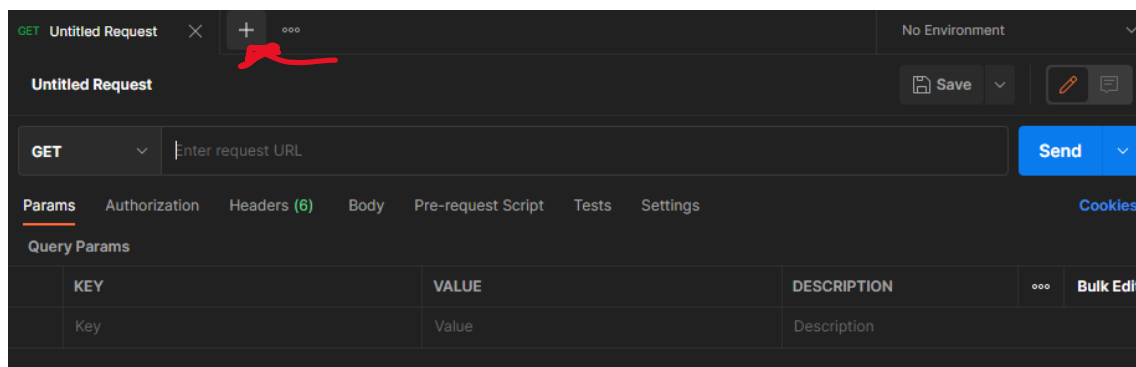 GET Untitled Request No Environment
Untitled Request Save
GET Enter request URL Send
Params Authorization Headers (6) Body Pre-request Script Tests Settings Cookies
Query Params
KEY VALUE DESCRIPTION Bulk Edi
Key Value Description